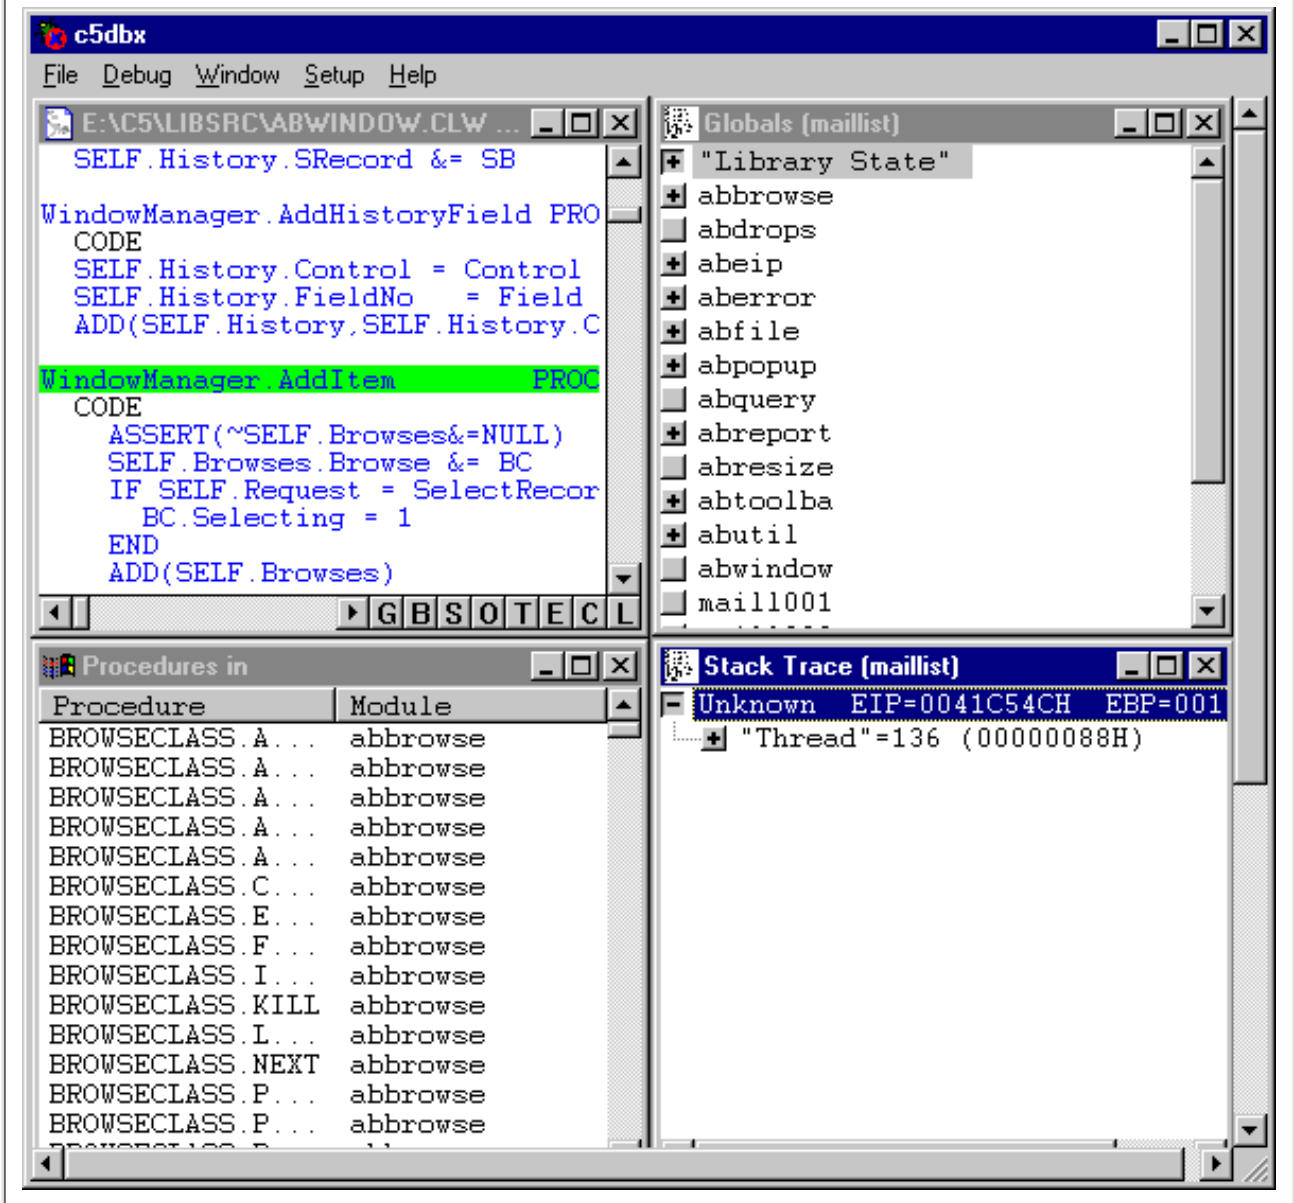 c5dbx
File Debug Window Setup Help
E:\C5\LIBSRC\ABWINDOW.CLW ...
SELF.History.SRecord &= SB
WindowManager.AddHistoryField PRO
CODE
SELF.History.Control = Control
SELF.History.FieldNo = Field
ADD(SELF.History,SELF.History.C
WindowManager.AddItem PROC
CODE
ASSERT(~SELF.Browses&=NULL)
SELF.Browses.Browse &= BC
IF SELF.Request = SelectRecor
BC.Selecting = 1
END
ADD(SELF.Browses)
G B S O T E C L
Globals (maillist)
"Library State"
abbrowse
abdrops
abeip
aberror
abfile
abpopup
abquery
abreport
abresize
abtoolba
abutil
abwindow
maill001
Procedures in
Procedure Module
BROWSECLASS.A... abbrowse
BROWSECLASS.A... abbrowse
BROWSECLASS.A... abbrowse
BROWSECLASS.A... abbrowse
BROWSECLASS.A... abbrowse
BROWSECLASS.C... abbrowse
BROWSECLASS.E... abbrowse
BROWSECLASS.F... abbrowse
BROWSECLASS.I... abbrowse
BROWSECLASS.KILL abbrowse
BROWSECLASS.L... abbrowse
BROWSECLASS.NEXT abbrowse
BROWSECLASS.P... abbrowse
BROWSECLASS.P... abbrowse
Stack Trace (maillist)
Unknown EIP=0041C54CH EBP=001
"Thread"=136 (00000088H)